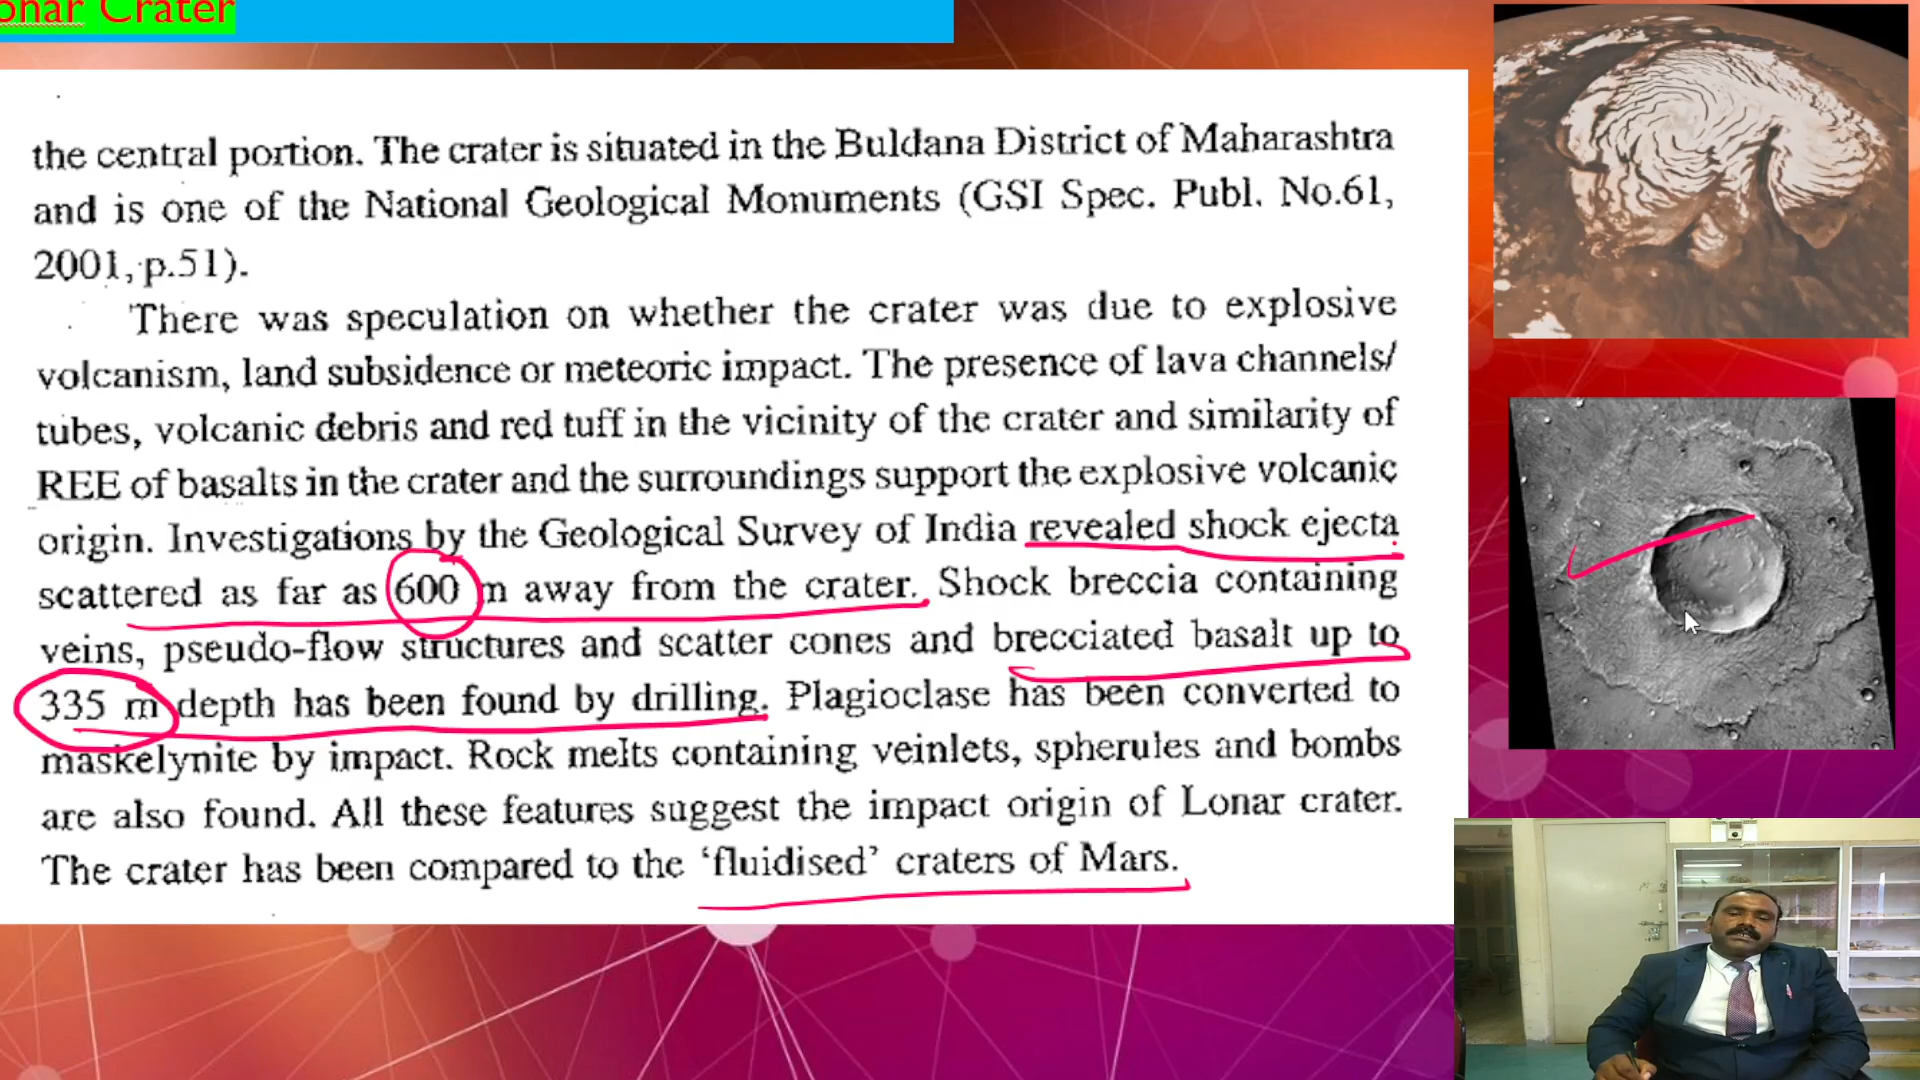 onar Crater
the central portion. The crater is situated in the Buldana District of Maharashtra
and is one of the National Geological Monuments (GSI Spec. Publ. No.61,
2001, p.51).
There was speculation on whether the crater was due to explosive
volcanism, land subsidence or meteoric impact. The presence of lava channels/
tubes, volcanic debris and red tuff in the vicinity of the crater and similarity of
REE of basalts in the crater and the surroundings support the explosive volcanic
origin. Investigations by the Geological Survey of India revealed shock ejecta
scattered as far as 600 m away from the crater. Shock breccia containing
veins, pseudo-flow structures and scatter cones and brecciated basalt up to
335 m depth has been found by drilling. Plagioclase has been converted to
maskelynite by impact. Rock melts containing veinlets, spherules and bombs
are also found. All these features suggest the impact origin of Lonar crater.
The crater has been compared to the ‘fluidised’ craters of Mars.